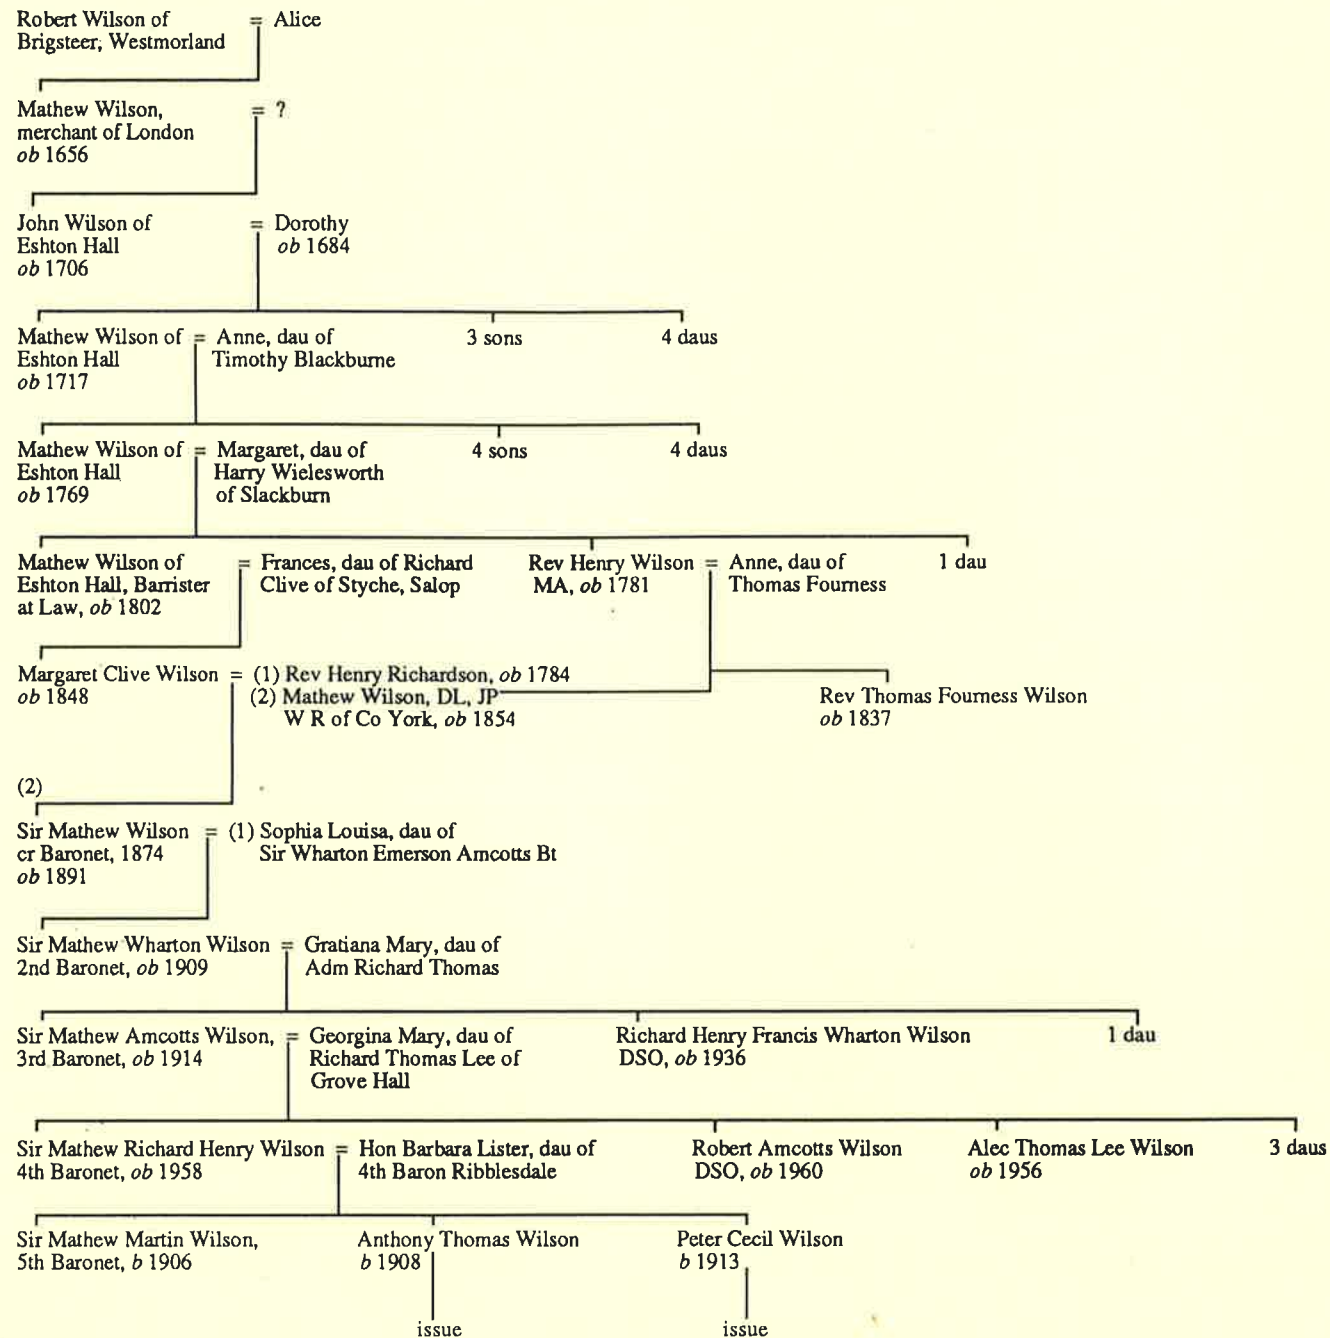 Robert Wilson of
Brigsteer, Westmorland
= Alice
Mathew Wilson,
merchant of London
ob 1656
= ?
John Wilson of
Eshton Hall
ob 1706
= Dorothy
ob 1684
Mathew Wilson of
Eshton Hall
ob 1717
= Anne, dau of
Timothy Blackburne
3 sons
4 daus
Mathew Wilson of
Eshton Hall
ob 1769
= Margaret, dau of
Harry Wielesworth
of Slackburn
4 sons
4 daus
Mathew Wilson of
Eshton Hall, Barrister
at Law, ob 1802
= Frances, dau of Richard
Clive of Styche, Salop
Rev Henry Wilson
MA, ob 1781
= Anne, dau of
Thomas Fourness
1 dau
Margaret Clive Wilson
ob 1848
= (1) Rev Henry Richardson, ob 1784
(2) Mathew Wilson, DL, JP
W R of Co York, ob 1854
Rev Thomas Fourness Wilson
ob 1837
(2)
Sir Mathew Wilson
cr Baronet, 1874
ob 1891
= (1) Sophia Louisa, dau of
Sir Wharton Emerson Amcotts Bt
Sir Mathew Wharton Wilson
2nd Baronet, ob 1909
= Gratiana Mary, dau of
Adm Richard Thomas
Sir Mathew Amcotts Wilson,
3rd Baronet, ob 1914
= Georgina Mary, dau of
Richard Thomas Lee of
Grove Hall
Richard Henry Francis Wharton Wilson
DSO, ob 1936
1 dau
Sir Mathew Richard Henry Wilson
4th Baronet, ob 1958
= Hon Barbara Lister, dau of
4th Baron Ribblesdale
Robert Amcotts Wilson
DSO, ob 1960
Alec Thomas Lee Wilson
ob 1956
3 daus
Sir Mathew Martin Wilson,
5th Baronet, b 1906
Anthony Thomas Wilson
b 1908
Peter Cecil Wilson
b 1913
issue
issue